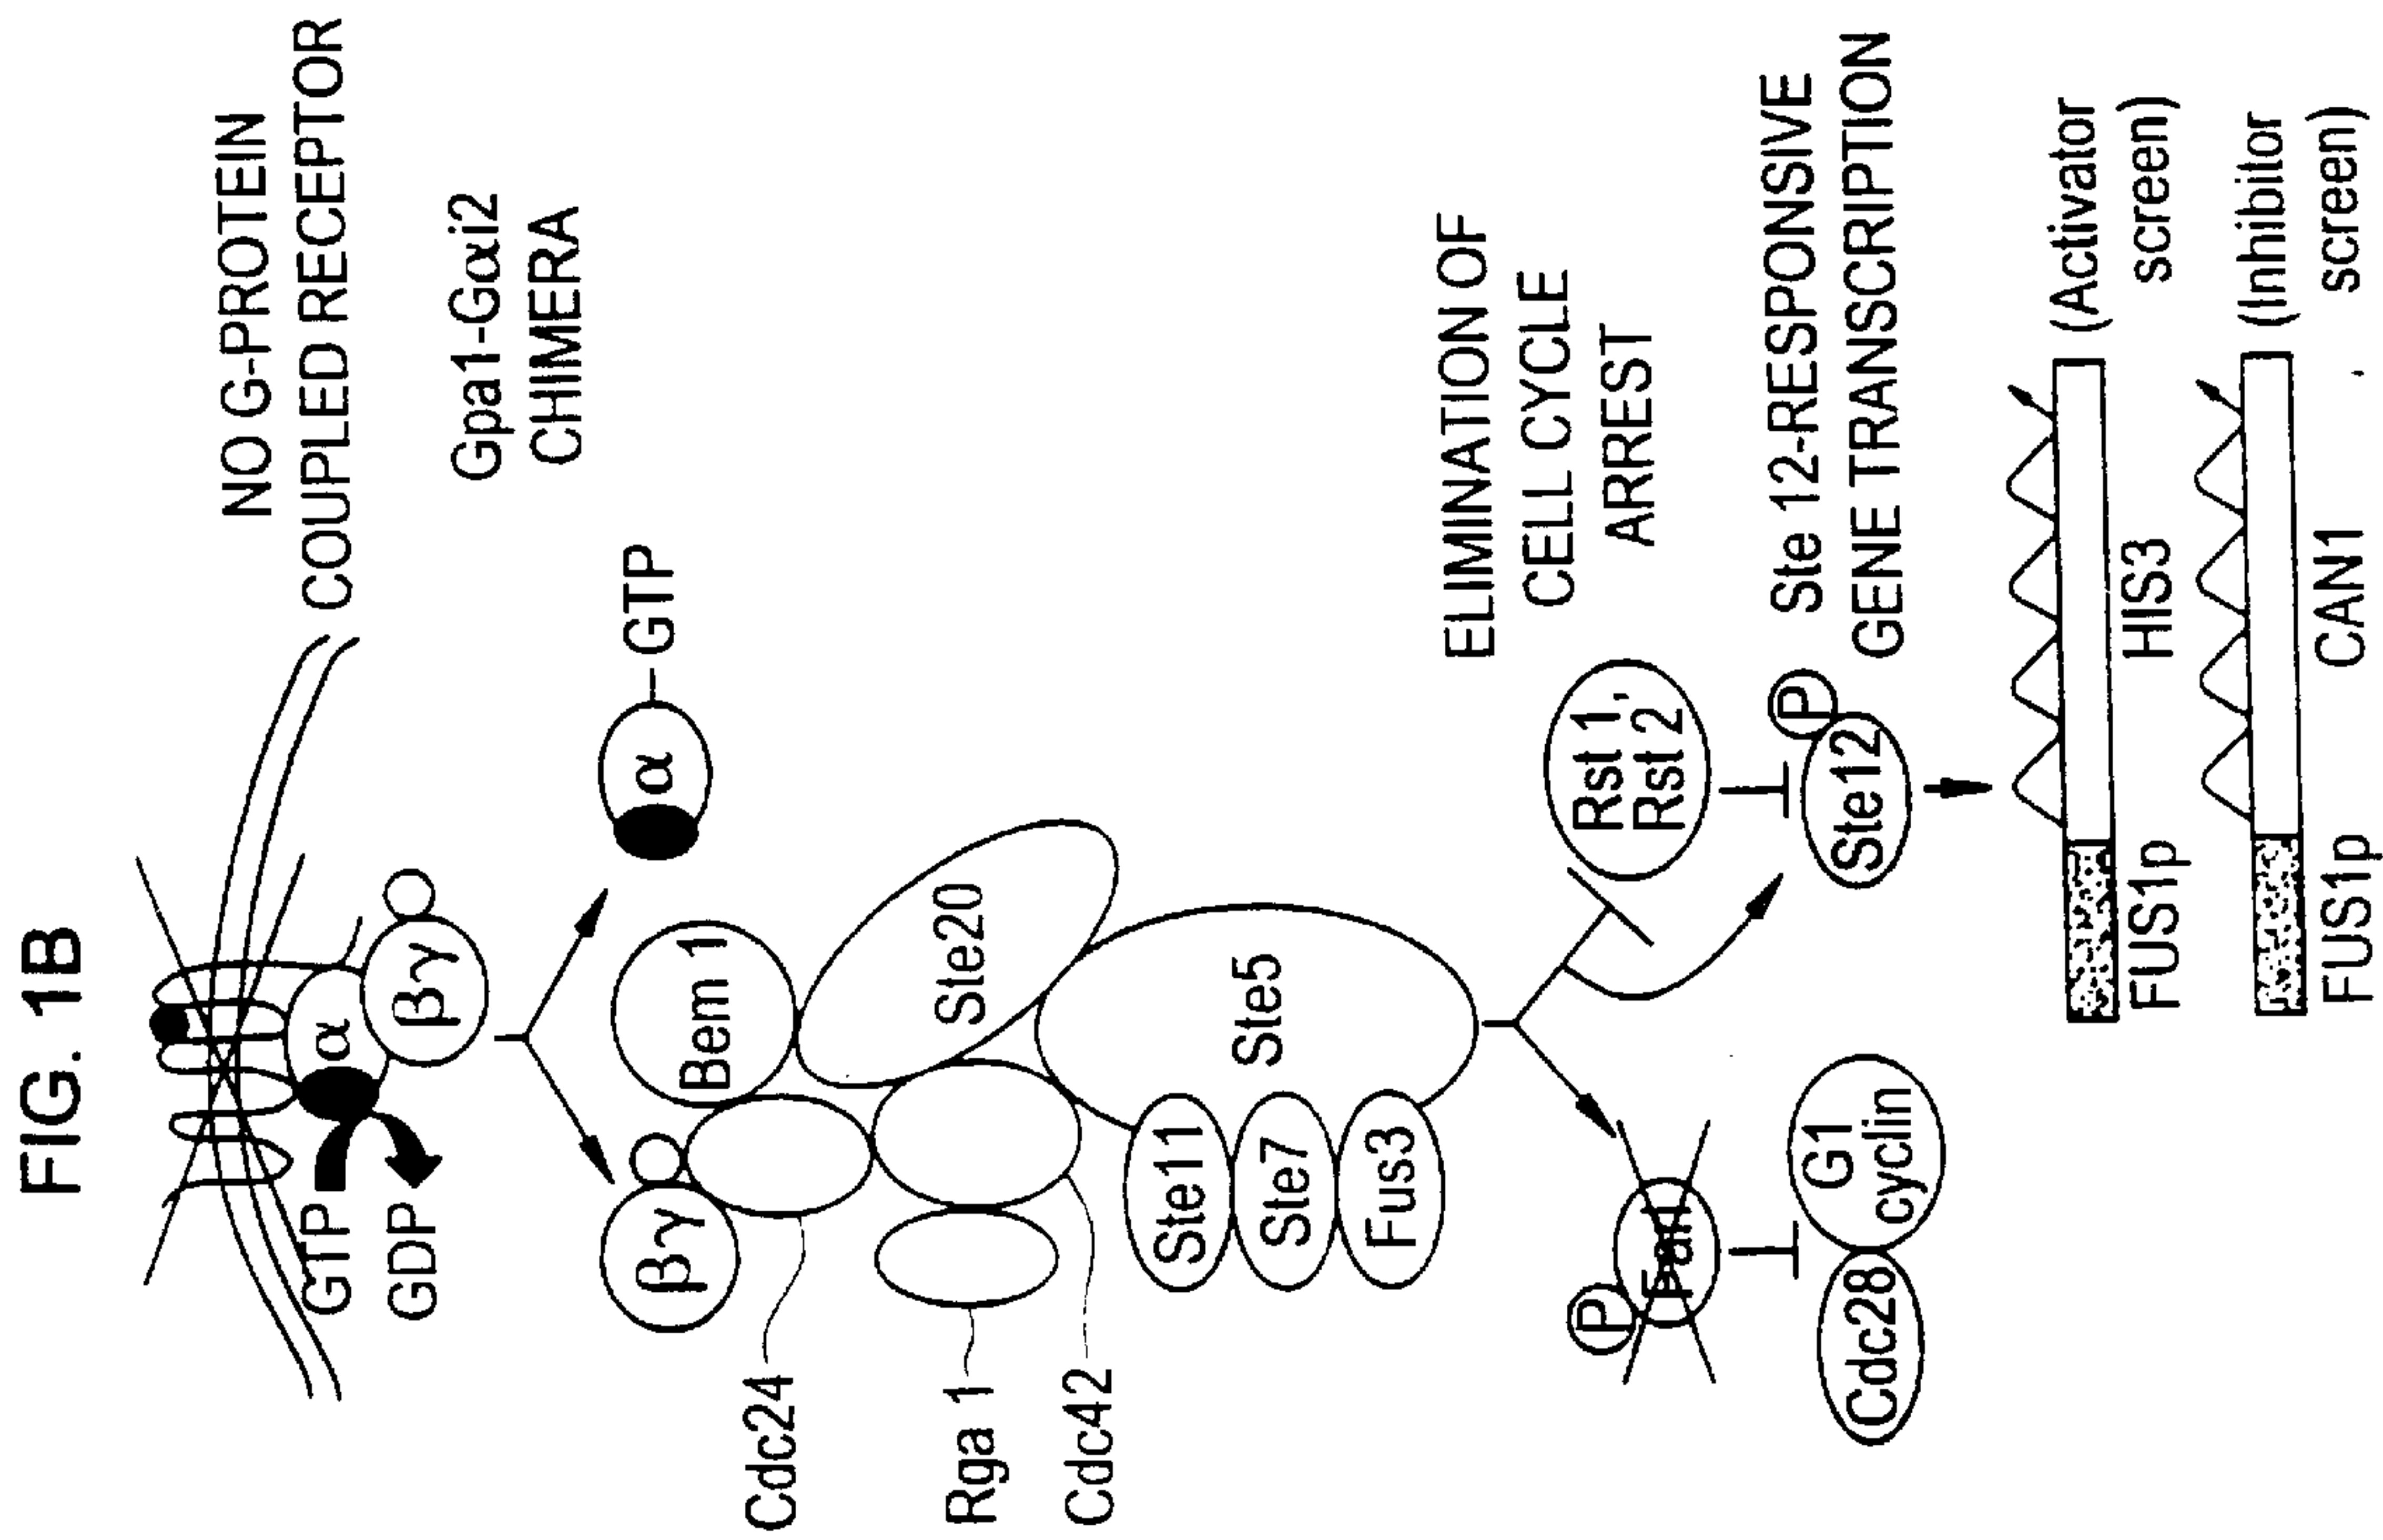 FIG. 1B
NO G-PROTEIN
COUPLED RECEPTOR
GTP
GDP
α
βγ
Gpa1-Gαi2
CHIMERA
βγ
α
GTP
Bem 1
Cdc24
Ste20
Rga 1
Cdc42
Ste5
Ste11
Ste7
Fus3
ELIMINATION OF
CELL CYCLE
ARREST
P
Rst 1,
Rst 2
P
Ste12
Ste 12-RESPONSIVE
GENE TRANSCRIPTION
Cdc28
G1
cyclin
FUS1p
HIS3
(Activator
screen)
FUS1p
CAN1
(Inhibitor
screen)